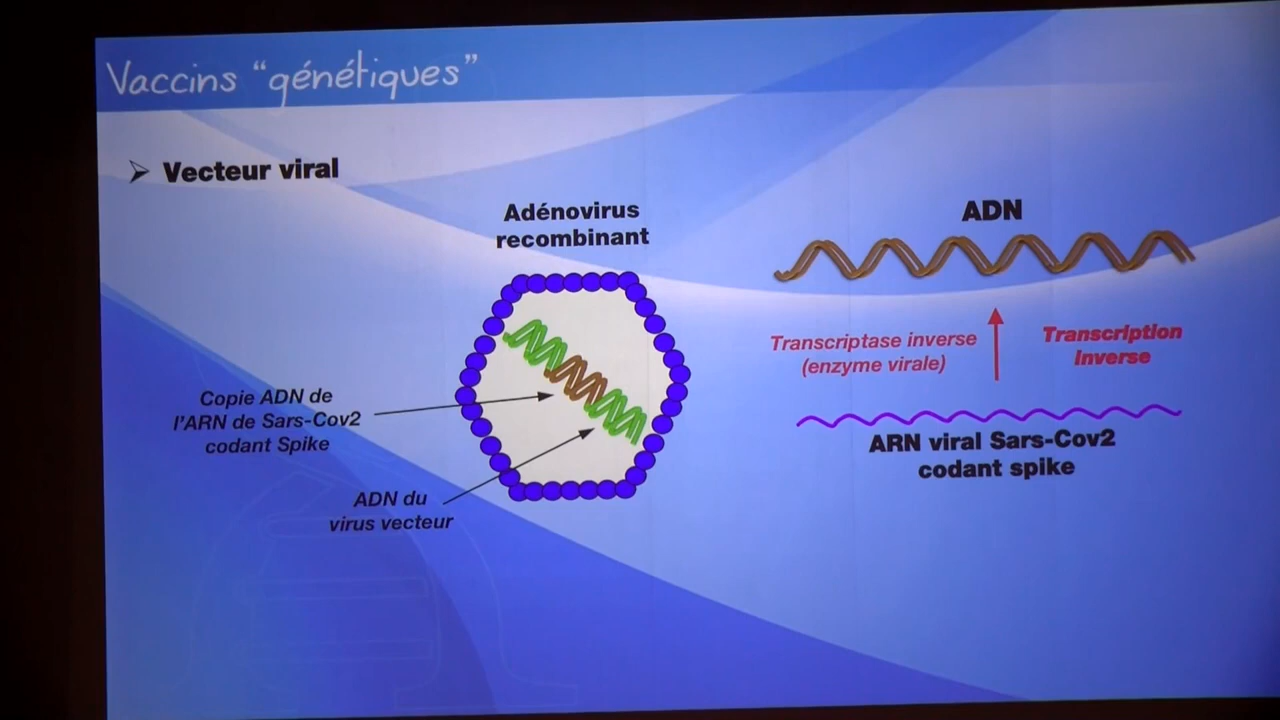 Vaccins “génétiques”
Vecteur viral
Adénovirus
recombinant
Copie ADN de
l'ARN de Sars-Cov2
codant Spike
ADN du
virus vecteur
ADN
Transcriptase inverse
(enzyme virale)
Transcription
Inverse
ARN viral Sars-Cov2
codant spike